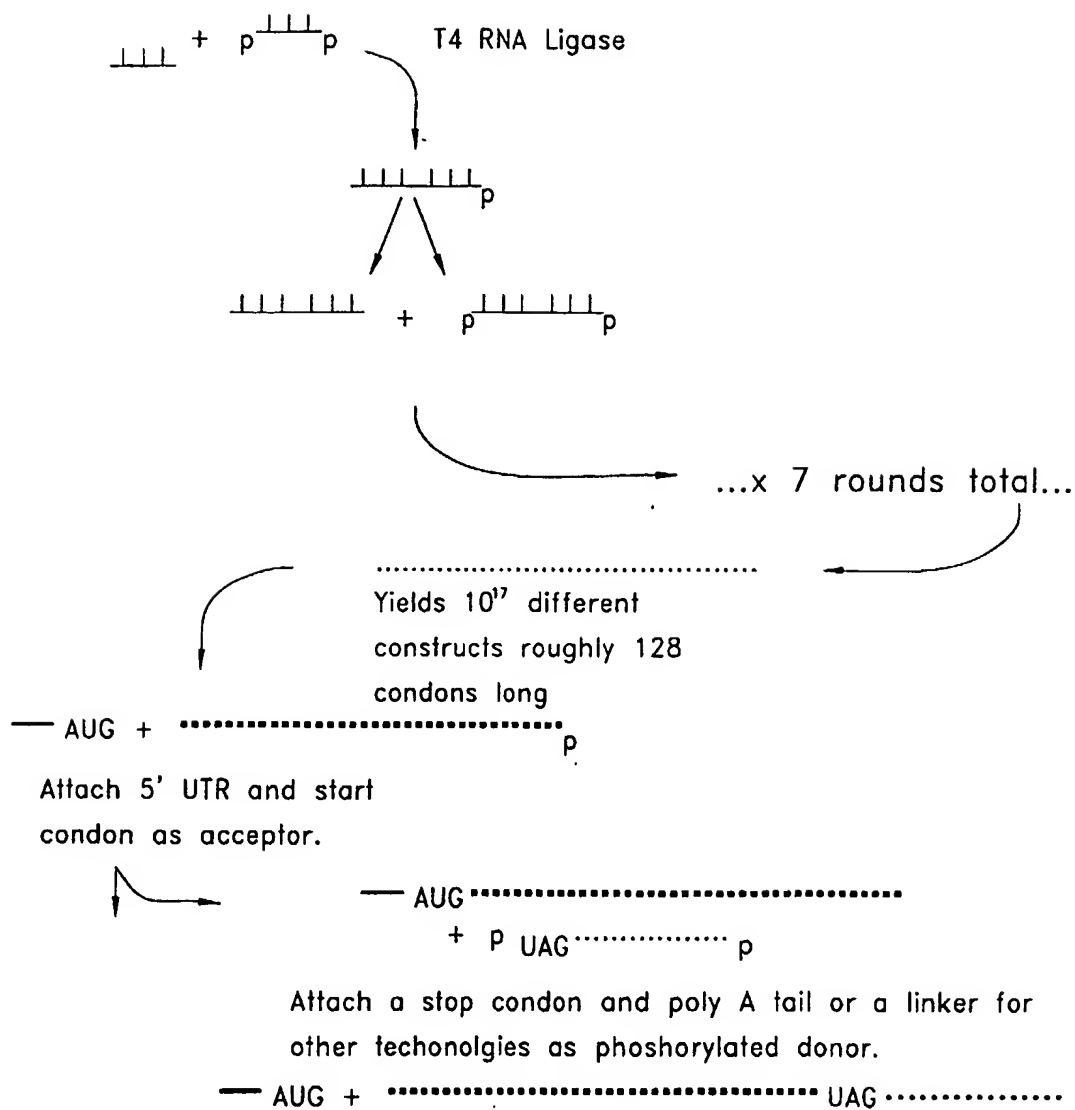 + p p T4 RNA Ligase
p
+ p p
...x 7 rounds total...
Yields 10¹⁷ different
constructs roughly 128
condons long
AUG + p
Attach 5' UTR and start
condon as acceptor.
AUG
+ p UAG p
Attach a stop condon and poly A tail or a linker for
other techonolgies as phoshorylated donor.
AUG + UAG